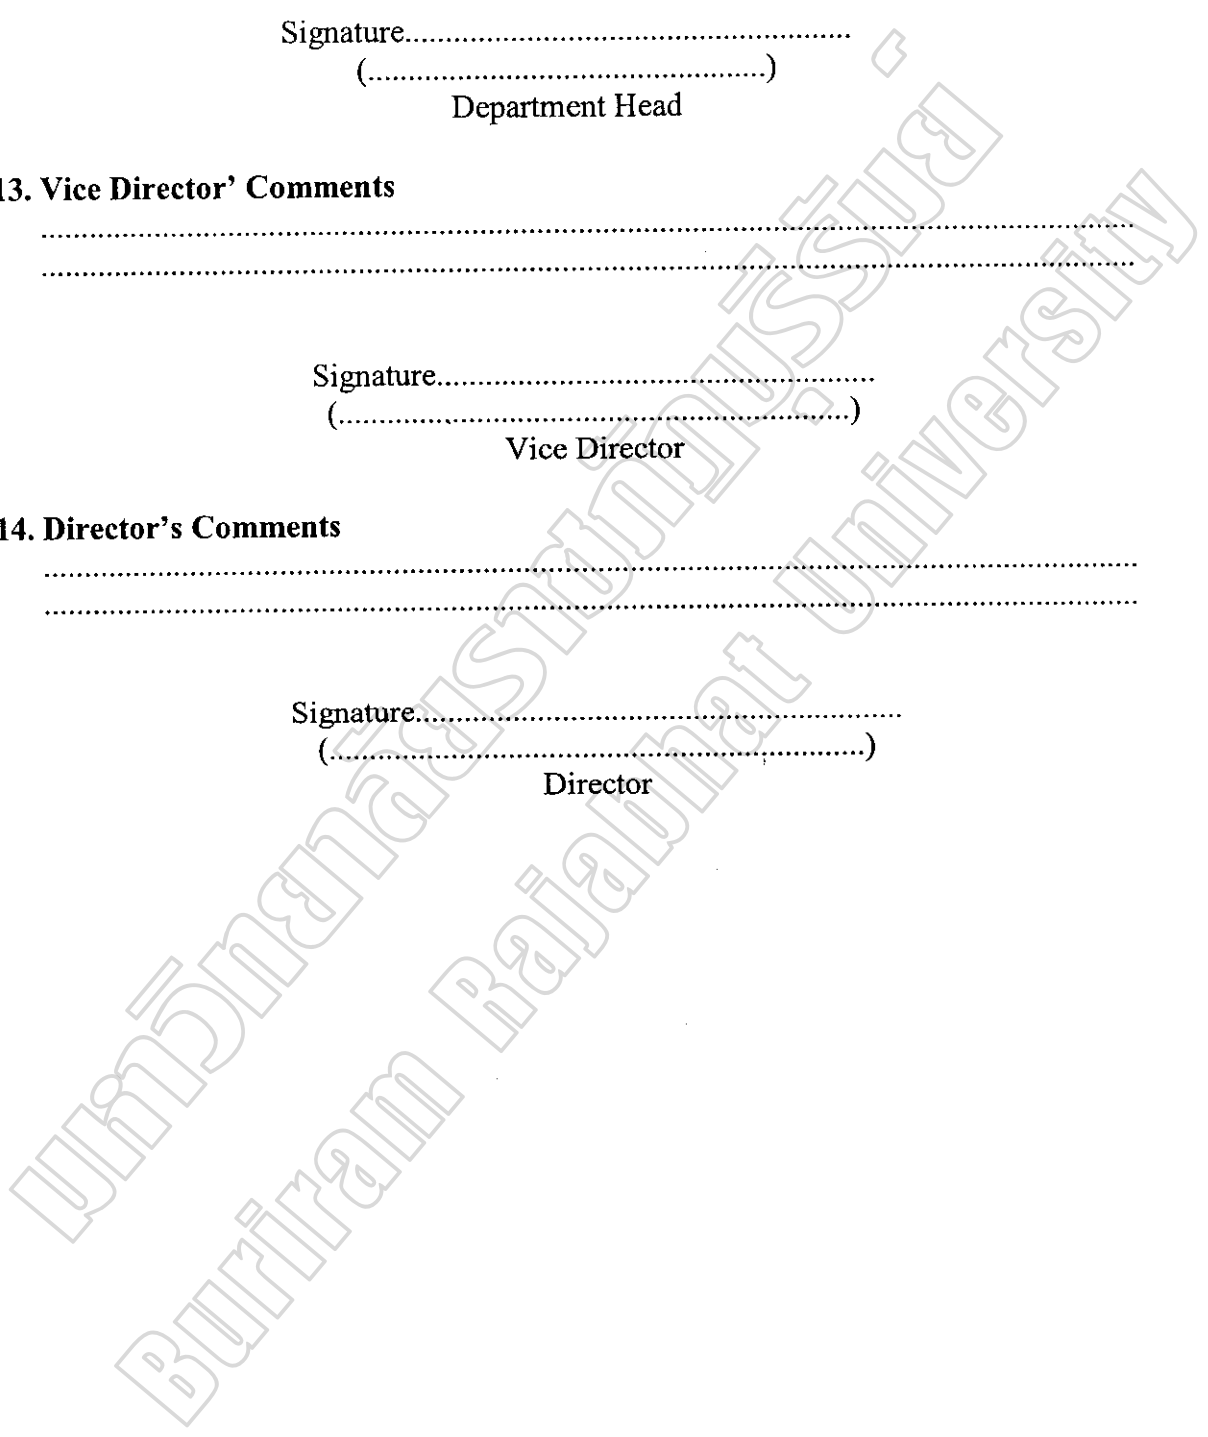 Signature......................................................
(.................................................)
Department Head
13. Vice Director’ Comments
........................................................................................................................................
........................................................................................................................................
Signature......................................................
(...............................................................)
Vice Director
14. Director’s Comments
........................................................................................................................................
........................................................................................................................................
Signature............................................................
(..................................................................)
Director
มหาวิทยาลัยราชภัฏบุรีรัมย์
Buriram Rajabhat University